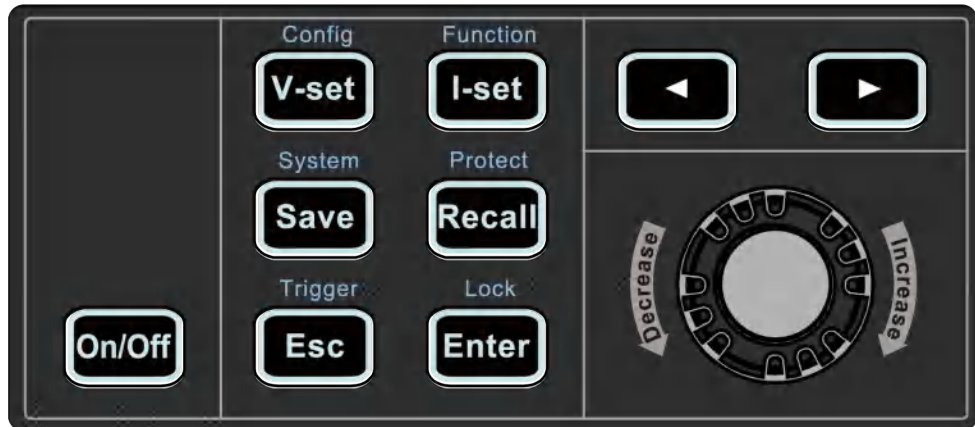 Config
Function
V-set
I-set
◄
►
System
Protect
Save
Recall
Decrease
Increase
Trigger
Lock
On/Off
Esc
Enter